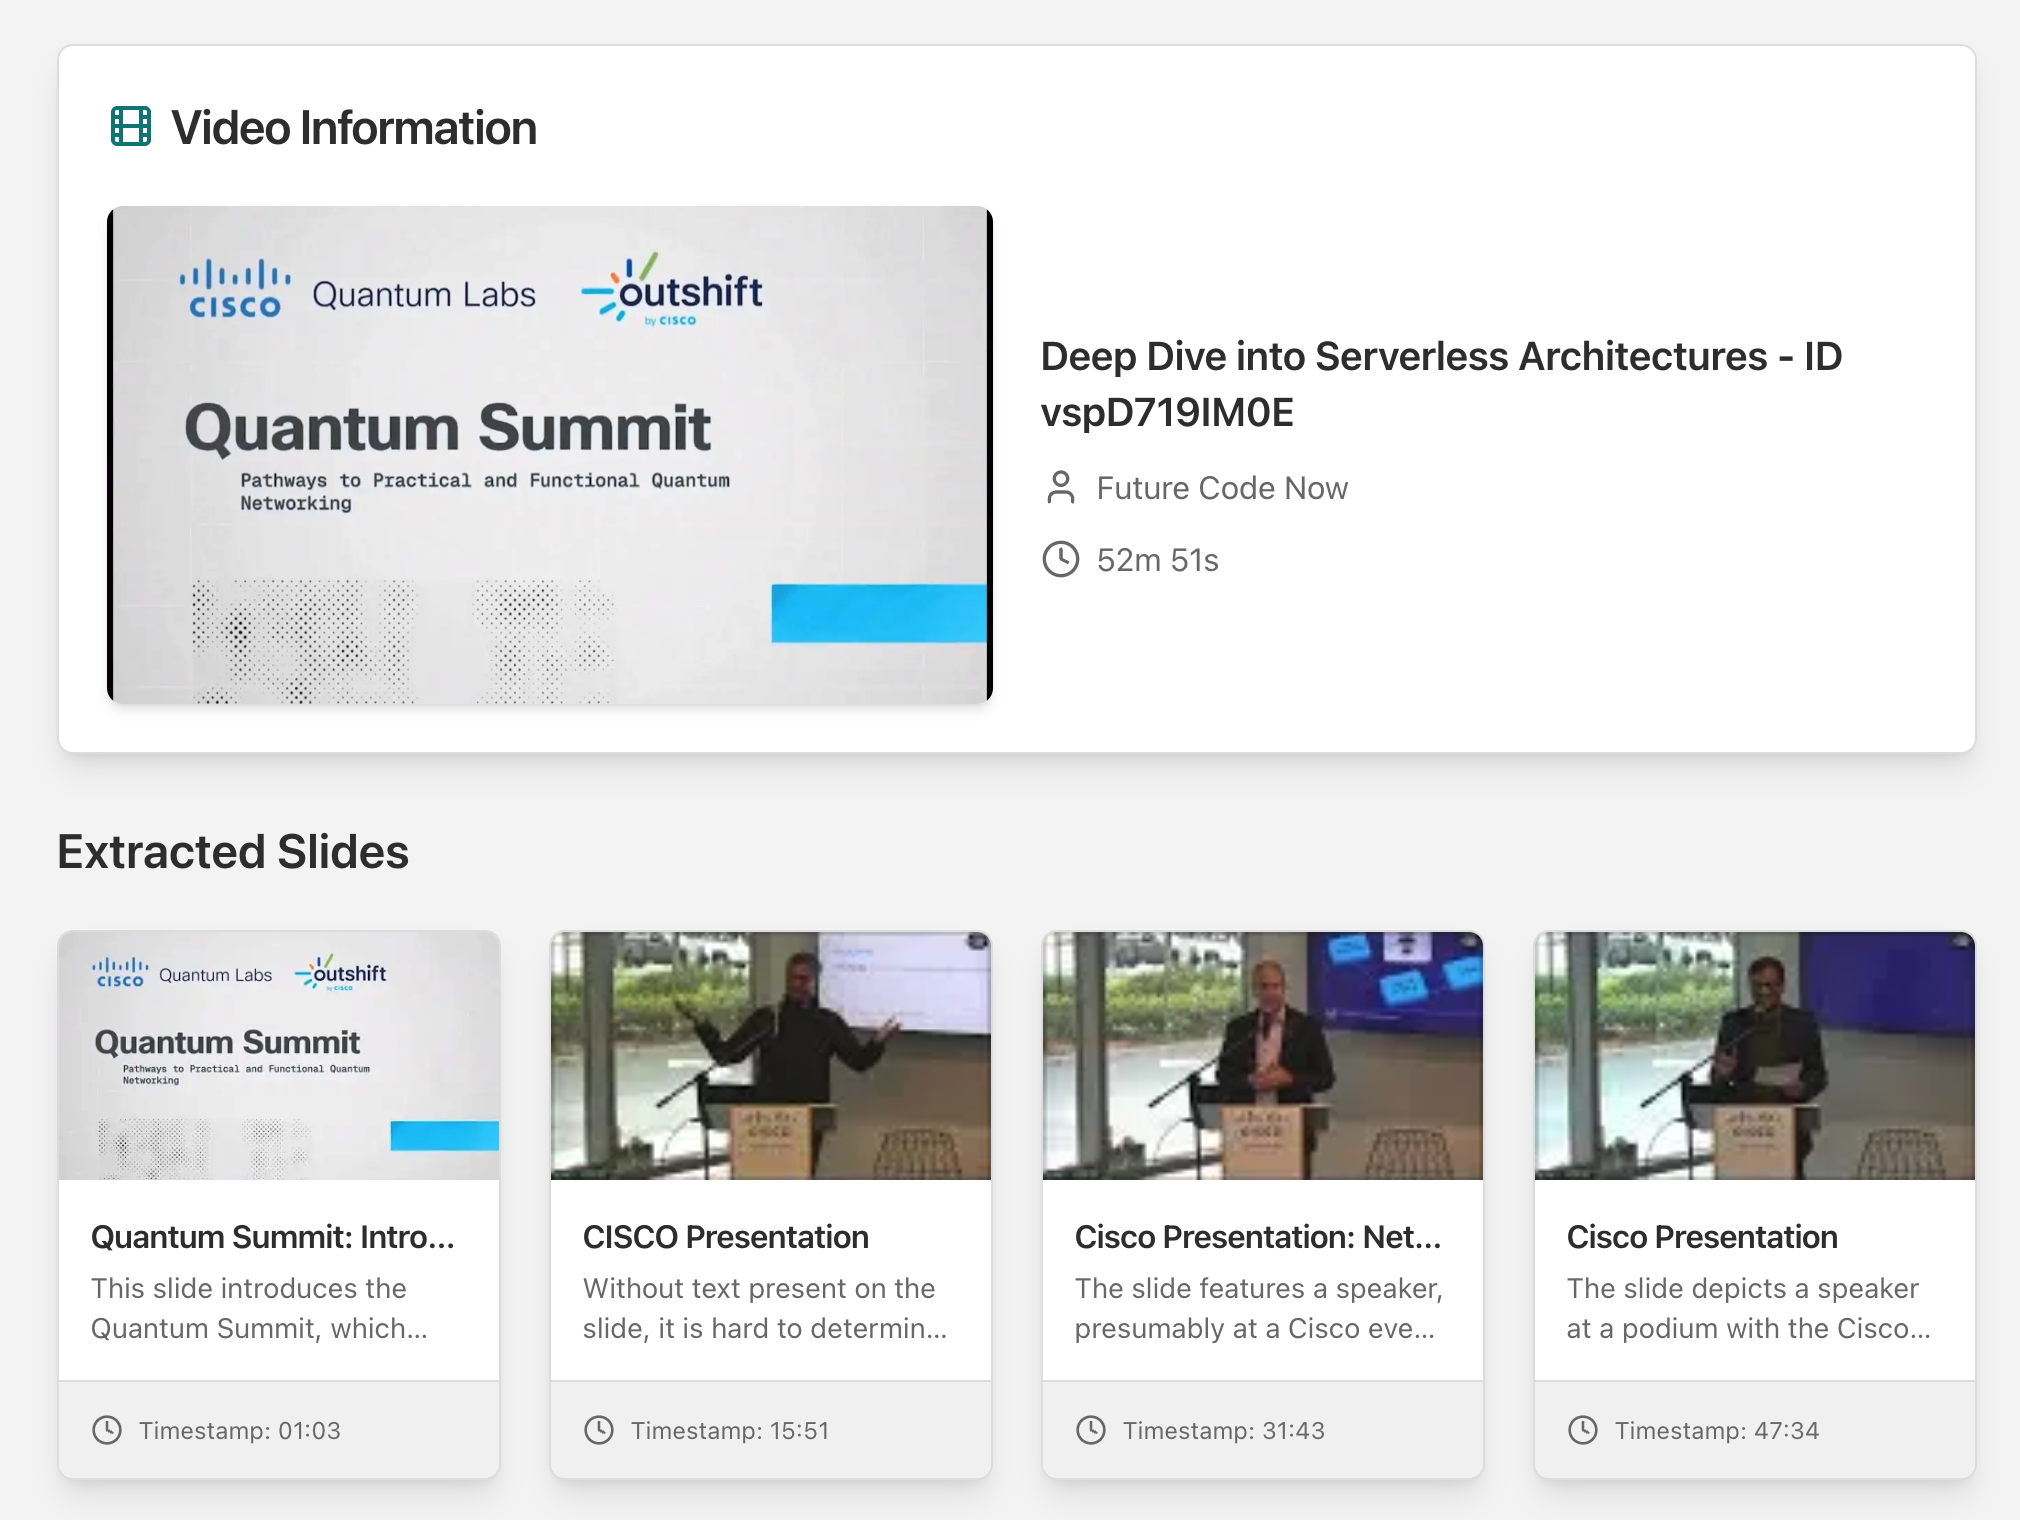 Video Information
CISCO Quantum Labs outshift
by CISCO
Quantum Summit
Pathways to Practical and Functional Quantum
Networking
Deep Dive into Serverless Architectures - ID
vspD719IM0E
Future Code Now
52m 51s
Extracted Slides
CISCO Quantum Labs outshift
by CISCO
Quantum Summit
Pathways to Practical and Functional Quantum
Networking
Quantum Summit: Intro...
This slide introduces the
Quantum Summit, which...
Timestamp: 01:03
CISCO
CISCO Presentation
Without text present on the
slide, it is hard to determin...
Timestamp: 15:51
CISCO
Cisco Presentation: Net...
The slide features a speaker,
presumably at a Cisco eve...
Timestamp: 31:43
CISCO
Cisco Presentation
The slide depicts a speaker
at a podium with the Cisco...
Timestamp: 47:34